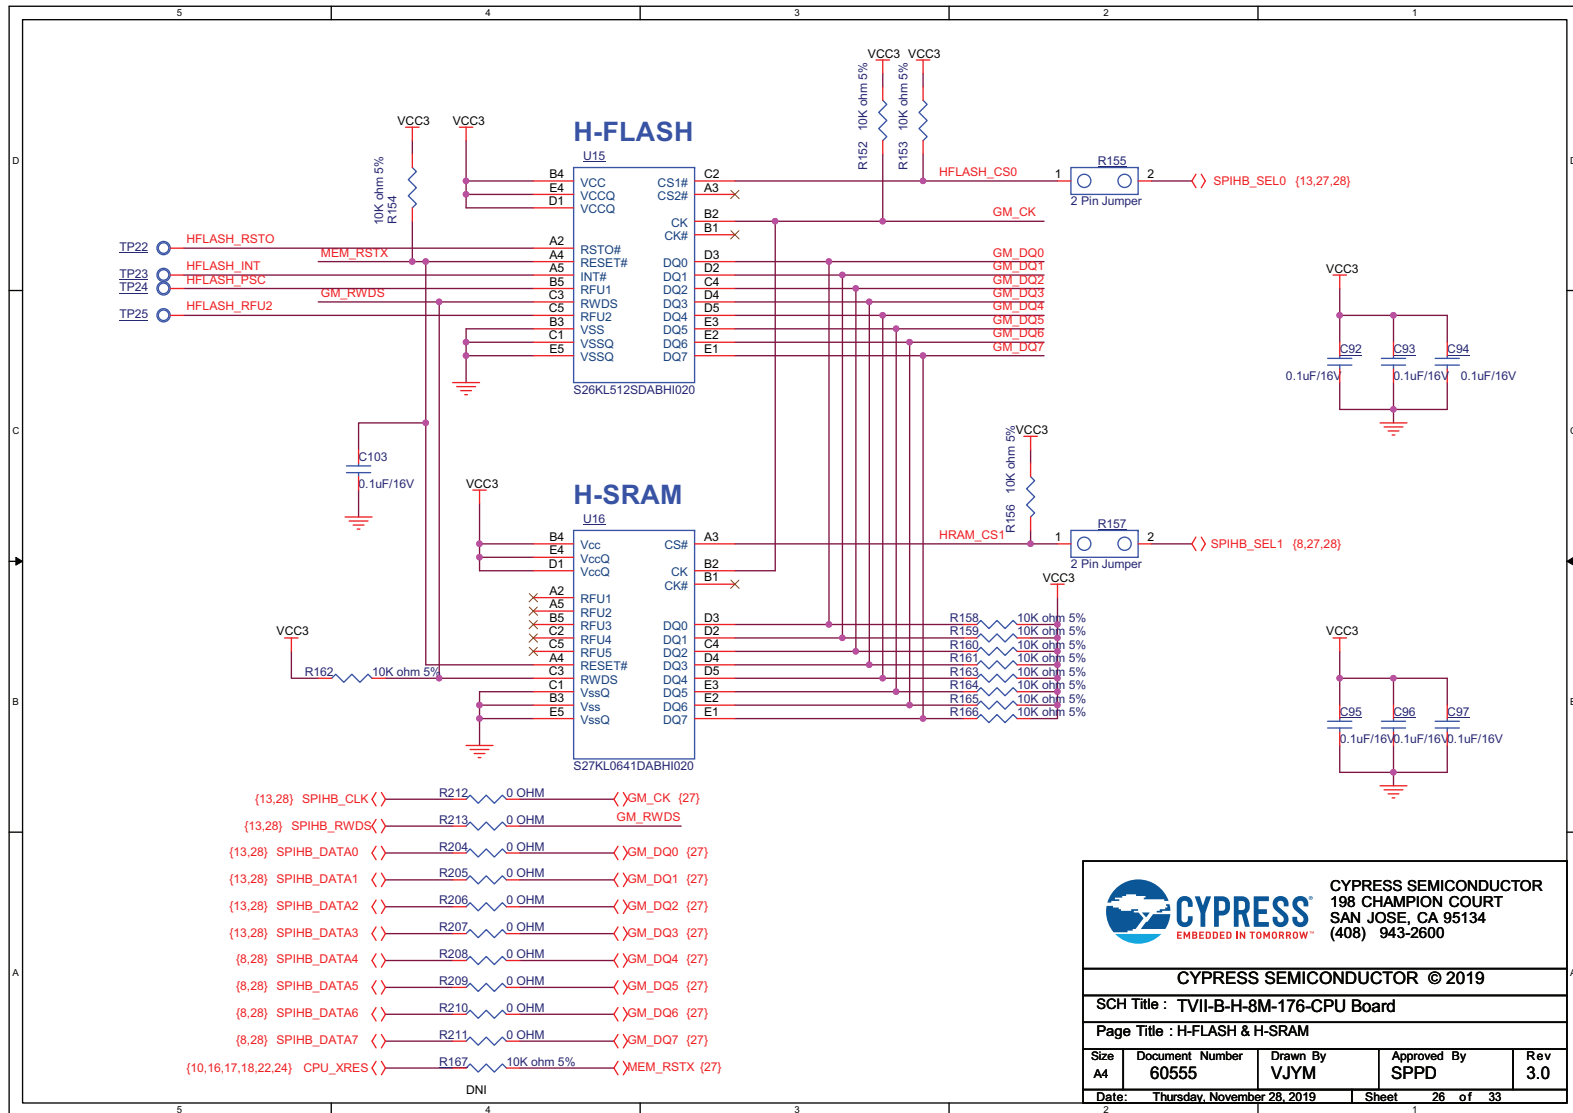 5 4 3 2 1
D
C
B
A
D
C
B
A
VCC3 VCC3
R152 10K ohm 5%
R153 10K ohm 5%
VCC3 VCC3
10K ohm 5%
R154
H-FLASH
U15
B4 VCC
E4 VCCQ
D1 VCCQ
A2 RSTO#
A4 RESET#
A5 INT#
B5 RFU1
C3 RWDS
C5 RFU2
B3 VSS
C1 VSSQ
E5 VSSQ
CS1# C2
CS2# A3
CK B2
CK# B1
DQ0 D3
DQ1 D2
DQ2 C4
DQ3 D4
DQ4 D5
DQ5 E3
DQ6 E2
DQ7 E1
S26KL512SDABHI020
TP22 HFLASH_RSTO
MEM_RSTX
TP23 HFLASH_INT
TP24 HFLASH_PSC
GM_RWDS
TP25 HFLASH_RFU2
HFLASH_CS0
1 R155 2
2 Pin Jumper
SPIHB_SEL0 {13,27,28}
GM_CK
GM_DQ0
GM_DQ1
GM_DQ2
GM_DQ3
GM_DQ4
GM_DQ5
GM_DQ6
GM_DQ7
VCC3
C92 C93 C94
0.1uF/16V 0.1uF/16V 0.1uF/16V
C103
0.1uF/16V
VCC3
H-SRAM
U16
B4 Vcc
E4 VccQ
D1 VccQ
A2 RFU1
A5 RFU2
B5 RFU3
C2 RFU4
C5 RFU5
A4 RESET#
C3 RWDS
C1 VssQ
B3 Vss
E5 VssQ
CS# A3
CK B2
CK# B1
DQ0 D3
DQ1 D2
DQ2 C4
DQ3 D4
DQ4 D5
DQ5 E3
DQ6 E2
DQ7 E1
S27KL0641DABHI020
VCC3
R156 10K ohm 5%
HRAM_CS1
1 R157 2
2 Pin Jumper
SPIHB_SEL1 {8,27,28}
VCC3
R158 10K ohm 5%
R159 10K ohm 5%
R160 10K ohm 5%
R161 10K ohm 5%
R163 10K ohm 5%
R164 10K ohm 5%
R165 10K ohm 5%
R166 10K ohm 5%
VCC3
R162 10K ohm 5%
VCC3
C95 C96 C97
0.1uF/16V 0.1uF/16V 0.1uF/16V
{13,28} SPIHB_CLK R212 0 OHM GM_CK {27}
{13,28} SPIHB_RWDS R213 0 OHM GM_RWDS
{13,28} SPIHB_DATA0 R204 0 OHM GM_DQ0 {27}
{13,28} SPIHB_DATA1 R205 0 OHM GM_DQ1 {27}
{13,28} SPIHB_DATA2 R206 0 OHM GM_DQ2 {27}
{13,28} SPIHB_DATA3 R207 0 OHM GM_DQ3 {27}
{8,28} SPIHB_DATA4 R208 0 OHM GM_DQ4 {27}
{8,28} SPIHB_DATA5 R209 0 OHM GM_DQ5 {27}
{8,28} SPIHB_DATA6 R210 0 OHM GM_DQ6 {27}
{8,28} SPIHB_DATA7 R211 0 OHM GM_DQ7 {27}
{10,16,17,18,22,24} CPU_XRES R167 10K ohm 5% MEM_RSTX {27}
DNI
CYPRESS
EMBEDDED IN TOMORROW™
CYPRESS SEMICONDUCTOR
198 CHAMPION COURT
SAN JOSE, CA 95134
(408) 943-2600
CYPRESS SEMICONDUCTOR © 2019
SCH Title : TVII-B-H-8M-176-CPU Board
Page Title : H-FLASH & H-SRAM
Size Document Number Drawn By Approved By Rev
A4 60555 VJYM SPPD 3.0
Date: Thursday, November 28, 2019 Sheet 26 of 33
5 4 3 2 1